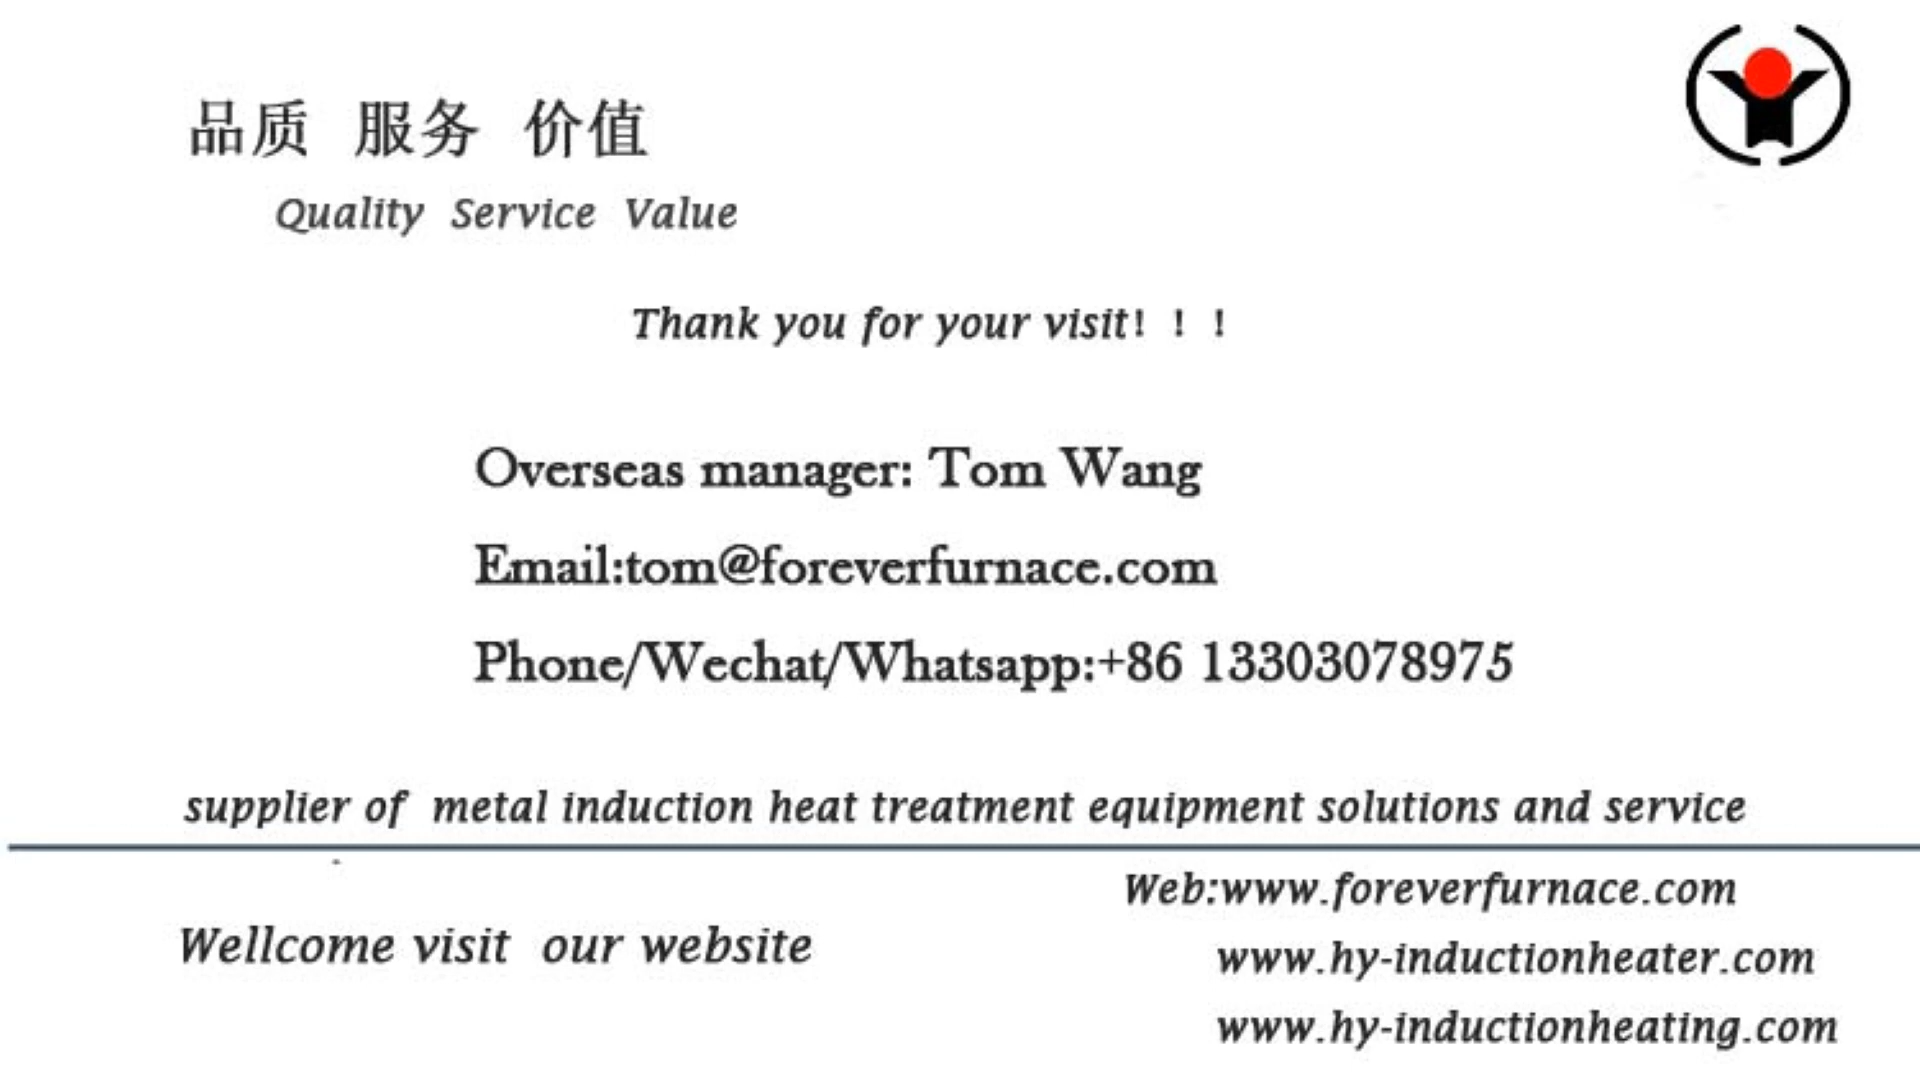 品质 服务 价值
Quality Service Value
Thank you for your visit！！！
Overseas manager: Tom Wang
Email:tom@foreverfurnace.com
Phone/Wechat/Whatsapp:+86 13303078975
supplier of metal induction heat treatment equipment solutions and service
Wellcome visit our website
Web:www.foreverfurnace.com
www.hy-inductionheater.com
www.hy-inductionheating.com